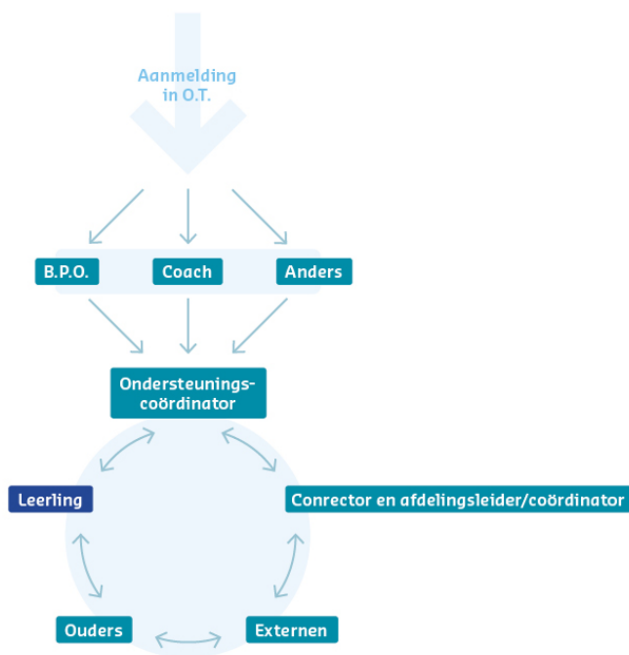 Aanmelding
in O.T.
B.P.O.
Coach
Anders
Ondersteunings-
coördinator
Leerling
Conrector en afdelingsleider/coördinator
Ouders
Externen